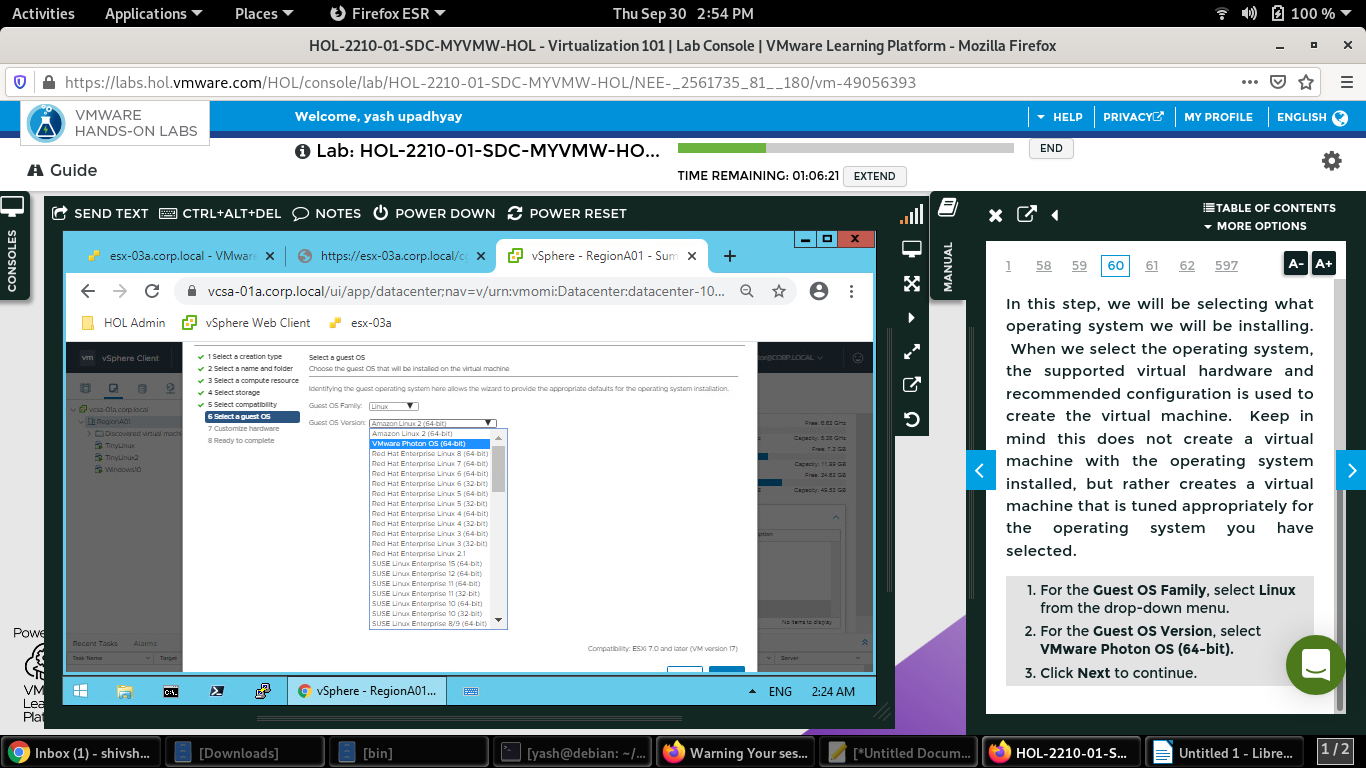 Activities Applications Places Firefox ESR Thu Sep 30 2:54 PM 100 %
HOL-2210-01-SDC-MYVMW-HOL - Virtualization 101 | Lab Console | VMware Learning Platform - Mozilla Firefox
https://labs.hol.vmware.com/HOL/console/lab/HOL-2210-01-SDC-MYVMW-HOL/NEE-_2561735_81__180/vm-49056393
VMWARE
HANDS-ON LABS
Welcome, yash upadhyay
HELP PRIVACY MY PROFILE ENGLISH
Lab: HOL-2210-01-SDC-MYVMW-HO...
END
Guide
TIME REMAINING: 01:06:21 EXTEND
CONSOLES
SEND TEXT CTRL+ALT+DEL NOTES POWER DOWN POWER RESET
esx-03a.corp.local - VMwar
https://esx-03a.corp.local/
vSphere - RegionA01 - Sum
vcsa-01a.corp.local/ui/app/datacenter;nav=v/urn:vmomi:Datacenter:datacenter-10...
HOL Admin vSphere Web Client esx-03a
vm vSphere Client
@CORP.LOCAL
vcsa-01a.corp.local
RegionA01
Discovered virtual machin
TinyLinux
TinyLinux2
Windows10
1 Select a creation type
2 Select a name and folder
3 Select a compute resource
4 Select storage
5 Select compatibility
6 Select a guest OS
7 Customize hardware
8 Ready to complete
Select a guest OS
Choose the guest OS that will be installed on the virtual machine
Identifying the guest operating system here allows the wizard to provide the appropriate defaults for the operating system installation.
Guest OS Family: Linux
Guest OS Version: Amazon Linux 2 (64-bit)
Amazon Linux 2 (64-bit)
VMware Photon OS (64-bit)
Red Hat Enterprise Linux 8 (64-bit)
Red Hat Enterprise Linux 7 (64-bit)
Red Hat Enterprise Linux 6 (64-bit)
Red Hat Enterprise Linux 6 (32-bit)
Red Hat Enterprise Linux 5 (64-bit)
Red Hat Enterprise Linux 5 (32-bit)
Red Hat Enterprise Linux 4 (64-bit)
Red Hat Enterprise Linux 4 (32-bit)
Red Hat Enterprise Linux 3 (64-bit)
Red Hat Enterprise Linux 3 (32-bit)
Red Hat Enterprise Linux 2.1
SUSE Linux Enterprise 15 (64-bit)
SUSE Linux Enterprise 12 (64-bit)
SUSE Linux Enterprise 11 (64-bit)
SUSE Linux Enterprise 11 (32-bit)
SUSE Linux Enterprise 10 (64-bit)
SUSE Linux Enterprise 10 (32-bit)
SUSE Linux Enterprise 8/9 (64-bit)
Compatibility: ESXi 7.0 and later (VM version 17)
No items to display
Recent Tasks Alarms
Task Name Target Server
vSphere - RegionA01... ENG 2:24 AM
MANUAL
TABLE OF CONTENTS
MORE OPTIONS
1 58 59 60 61 62 597 A- A+
In this step, we will be selecting what
operating system we will be installing.
When we select the operating system,
the supported virtual hardware and
recommended configuration is used to
create the virtual machine. Keep in
mind this does not create a virtual
machine with the operating system
installed, but rather creates a virtual
machine that is tuned appropriately for
the operating system you have
selected.
1. For the Guest OS Family, select Linux
from the drop-down menu.
2. For the Guest OS Version, select
VMware Photon OS (64-bit).
3. Click Next to continue.
Inbox (1) - shivsh... [Downloads] [bin] [yash@debian: ~/... Warning Your ses... [*Untitled Docum... HOL-2210-01-S... Untitled 1 - Libre... 1 / 2